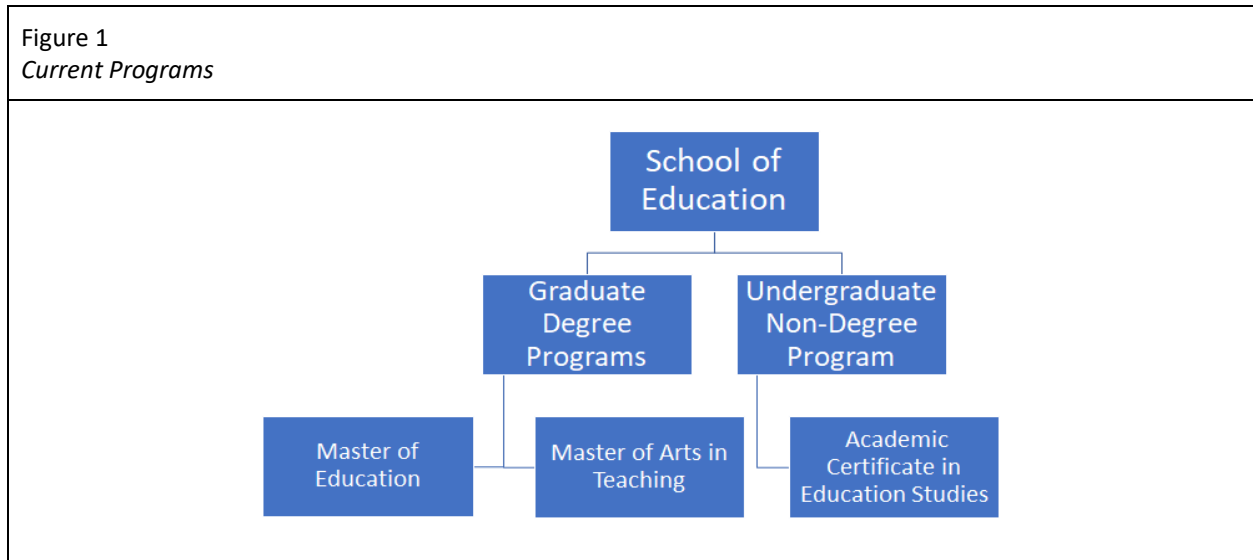 Figure 1
Current Programs
School of
Education
Graduate
Degree
Programs
Undergraduate
Non-Degree
Program
Master of
Education
Master of Arts in
Teaching
Academic
Certificate in
Education Studies